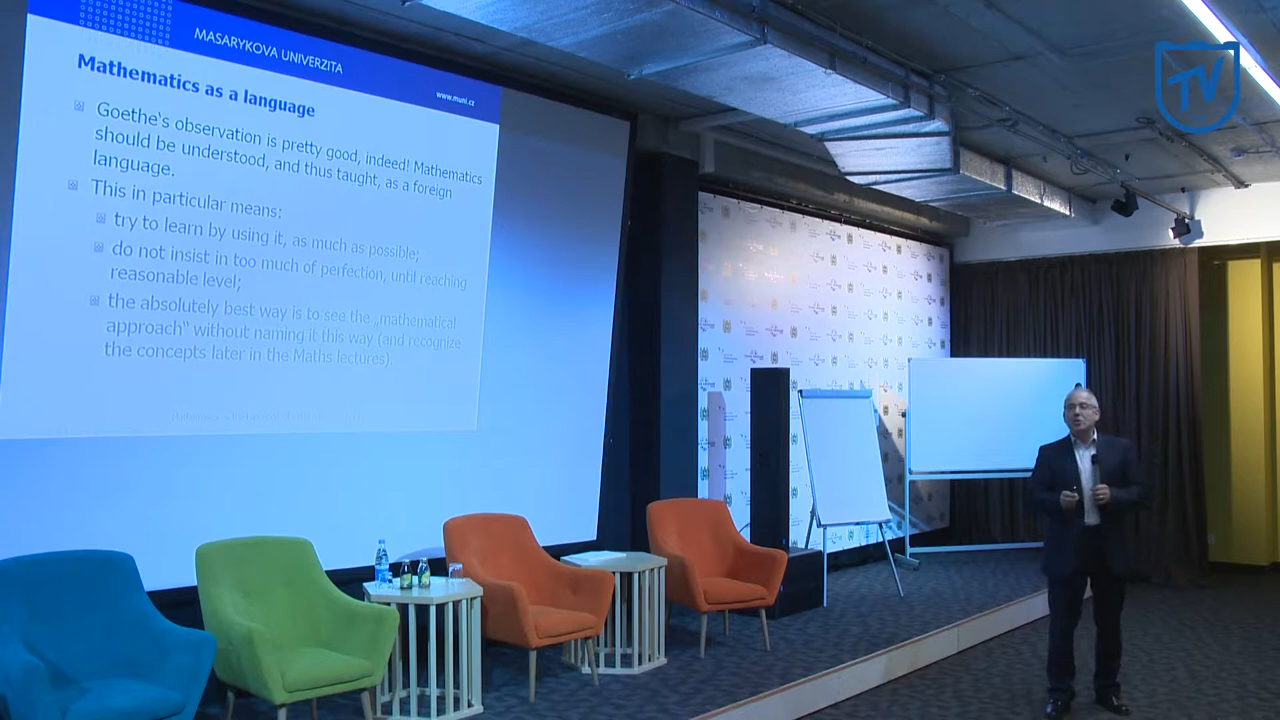 MASARYKOVA UNIVERZITA
www.muni.cz
Mathematics as a language
Goethe's observation is pretty good, indeed! Mathematics
should be understood, and thus taught, as a foreign
language.
This in particular means:
try to learn by using it, as much as possible;
do not insist in too much of perfection, until reaching
reasonable level;
the absolutely best way is to see the „mathematical
approach“ without naming it this way (and recognize
the concepts later in the Maths lectures).
TV